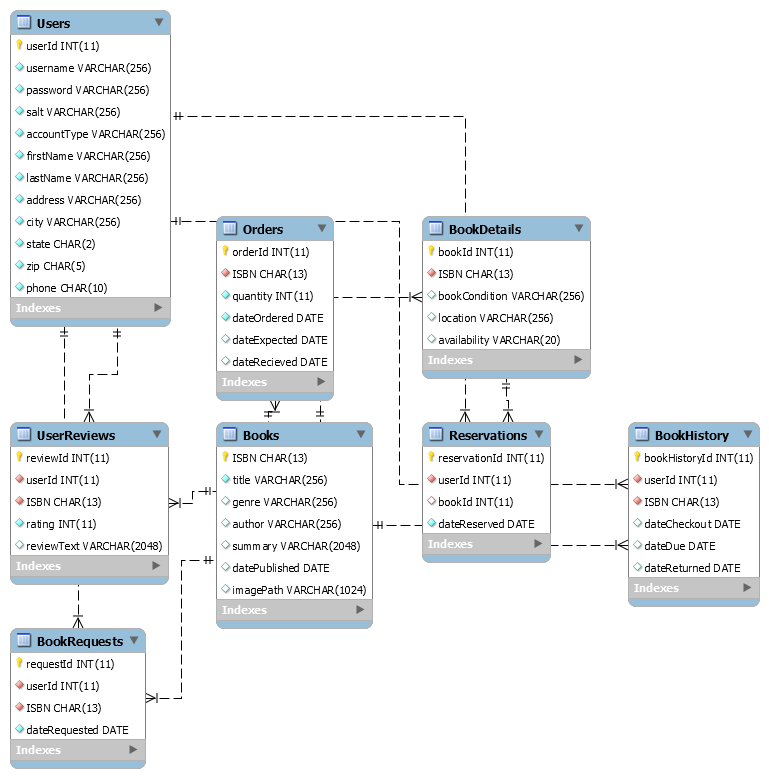 Users
userId INT(11)
username VARCHAR(256)
password VARCHAR(256)
salt VARCHAR(256)
accountType VARCHAR(256)
firstName VARCHAR(256)
lastName VARCHAR(256)
address VARCHAR(256)
city VARCHAR(256)
state CHAR(2)
zip CHAR(5)
phone CHAR(10)
Indexes
Orders
orderId INT(11)
ISBN CHAR(13)
quantity INT(11)
dateOrdered DATE
dateExpected DATE
dateRecieved DATE
Indexes
BookDetails
bookId INT(11)
ISBN CHAR(13)
bookCondition VARCHAR(256)
location VARCHAR(256)
availability VARCHAR(20)
Indexes
UserReviews
reviewId INT(11)
userId INT(11)
ISBN CHAR(13)
rating INT(11)
reviewText VARCHAR(2048)
Indexes
Books
ISBN CHAR(13)
title VARCHAR(256)
genre VARCHAR(256)
author VARCHAR(256)
summary VARCHAR(2048)
datePublished DATE
imagePath VARCHAR(1024)
Indexes
Reservations
reservationId INT(11)
userId INT(11)
bookId INT(11)
dateReserved DATE
Indexes
BookHistory
bookHistoryId INT(11)
userId INT(11)
ISBN CHAR(13)
dateCheckout DATE
dateDue DATE
dateReturned DATE
Indexes
BookRequests
requestId INT(11)
userId INT(11)
ISBN CHAR(13)
dateRequested DATE
Indexes